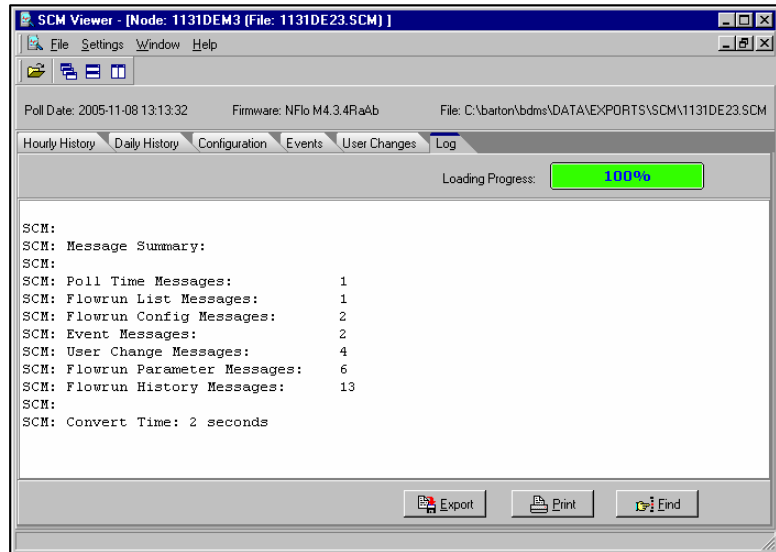 SCM Viewer - [Node: 1131DEM3 (File: 1131DE23.SCM) ]
File Settings Window Help
Poll Date: 2005-11-08 13:13:32 Firmware: NFlo M4.3.4RaAb File: C:\barton\bdms\DATA\EXPORTS\SCM\1131DE23.SCM
Hourly History Daily History Configuration Events User Changes Log
Loading Progress: 100%
SCM:
SCM: Message Summary:
SCM:
SCM: Poll Time Messages: 1
SCM: Flowrun List Messages: 1
SCM: Flowrun Config Messages: 2
SCM: Event Messages: 2
SCM: User Change Messages: 4
SCM: Flowrun Parameter Messages: 6
SCM: Flowrun History Messages: 13
SCM:
SCM: Convert Time: 2 seconds
Export Print Find